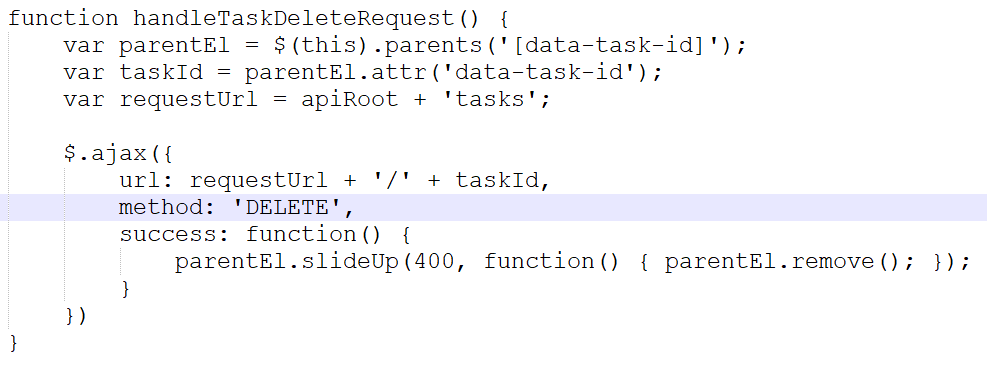 function handleTaskDeleteRequest() {
    var parentEl = $(this).parents('[data-task-id]');
    var taskId = parentEl.attr('data-task-id');
    var requestUrl = apiRoot + 'tasks';

    $.ajax({
        url: requestUrl + '/' + taskId,
        method: 'DELETE',
        success: function() {
            parentEl.slideUp(400, function() { parentEl.remove(); });
        }
    })
}